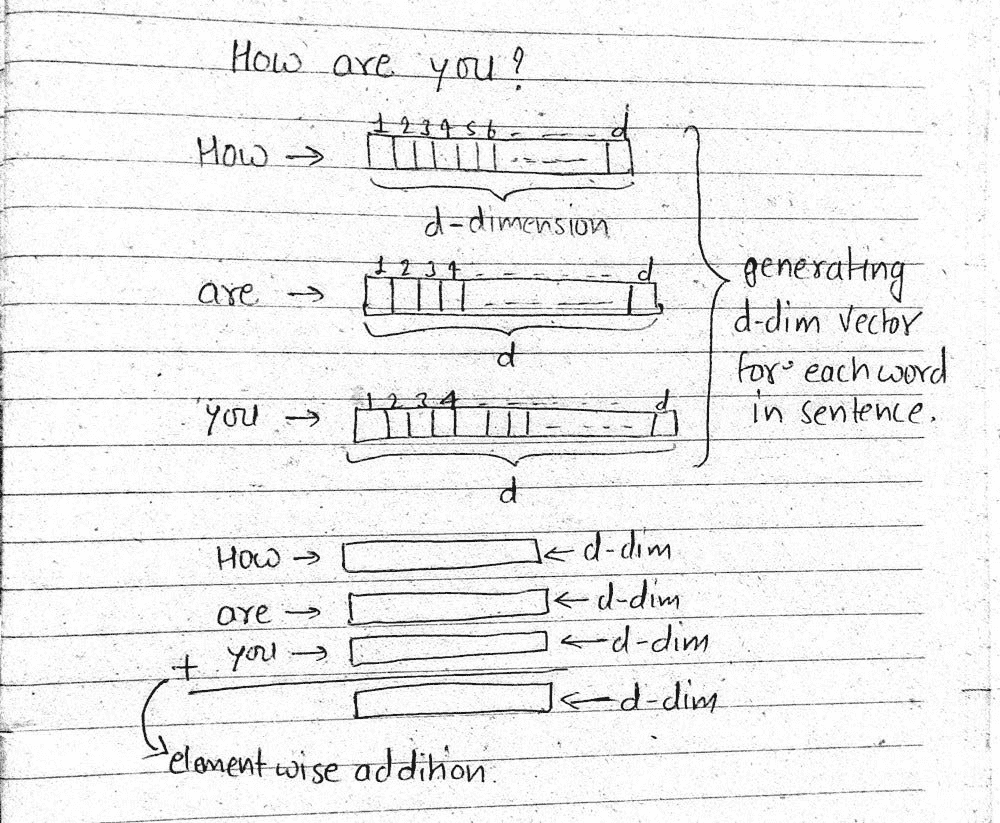 How are you?
1 2 3 4 5 6 - - - - - d
How →
d-dimension
1 2 3 4 - - - - - - d
are →
d
1 2 3 4 - - - - - d
you →
d
generating
d-dim vector
for each word
in sentence.
How → ← d-dim
are → ← d-dim
+ you → ← d-dim
← d-dim
element wise addition.